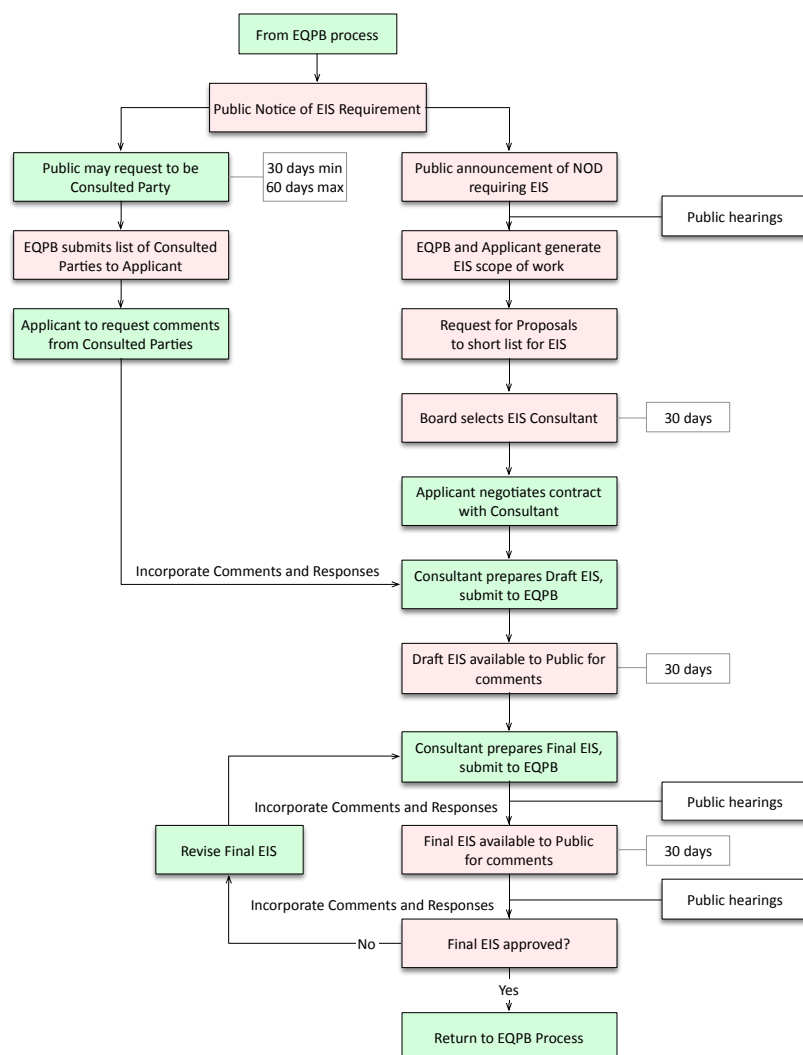 From EQPB process
Public Notice of EIS Requirement
Public may request to be
Consulted Party
30 days min
60 days max
Public announcement of NOD
requiring EIS
Public hearings
EQPB submits list of Consulted
Parties to Applicant
EQPB and Applicant generate
EIS scope of work
Applicant to request comments
from Consulted Parties
Request for Proposals
to short list for EIS
Board selects EIS Consultant
30 days
Applicant negotiates contract
with Consultant
Incorporate Comments and Responses
Consultant prepares Draft EIS,
submit to EQPB
Draft EIS available to Public for
comments
30 days
Consultant prepares Final EIS,
submit to EQPB
Public hearings
Incorporate Comments and Responses
Revise Final EIS
Final EIS available to Public
for comments
30 days
Public hearings
Incorporate Comments and Responses
No
Final EIS approved?
Yes
Return to EQPB Process